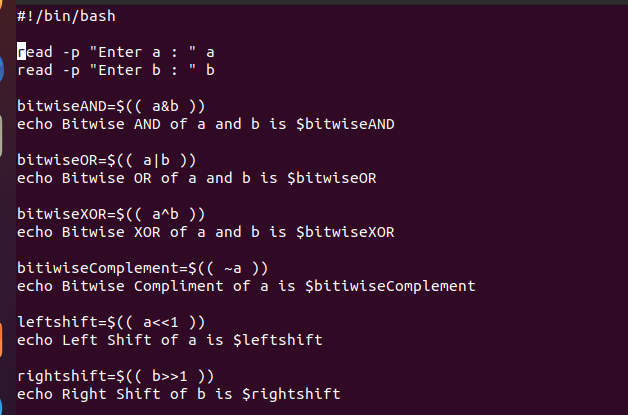 #!/bin/bash
read -p "Enter a : " a
read -p "Enter b : " b
bitwiseAND=$(( a&b ))
echo Bitwise AND of a and b is $bitwiseAND
bitwiseOR=$(( a|b ))
echo Bitwise OR of a and b is $bitwiseOR
bitwiseXOR=$(( a^b ))
echo Bitwise XOR of a and b is $bitwiseXOR
bitiwiseComplement=$(( ~a ))
echo Bitwise Compliment of a is $bitiwiseComplement
leftshift=$(( a<<1 ))
echo Left Shift of a is $leftshift
rightshift=$(( b>>1 ))
echo Right Shift of b is $rightshift